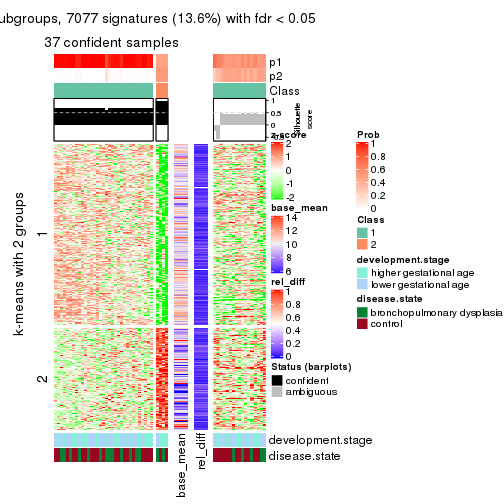 ubgroups, 7077 signatures (13.6%) with fdr < 0.05
37 confident samples
p1
p2
Class
1
0.5
0
-0.5
Silhouette
score
k-means with 2 groups
1
2
z-score
2
1
0
-1
-2
base_mean
14
12
10
8
6
rel_diff
1
0.8
0.6
0.4
0.2
0
Status (barplots)
confident
ambiguous
Prob
1
0.8
0.6
0.4
0.2
0
Class
1
2
development.stage
higher gestational age
lower gestational age
disease.state
bronchopulmonary dysplasia
control
development.stage
disease.state
base_mean
rel_diff